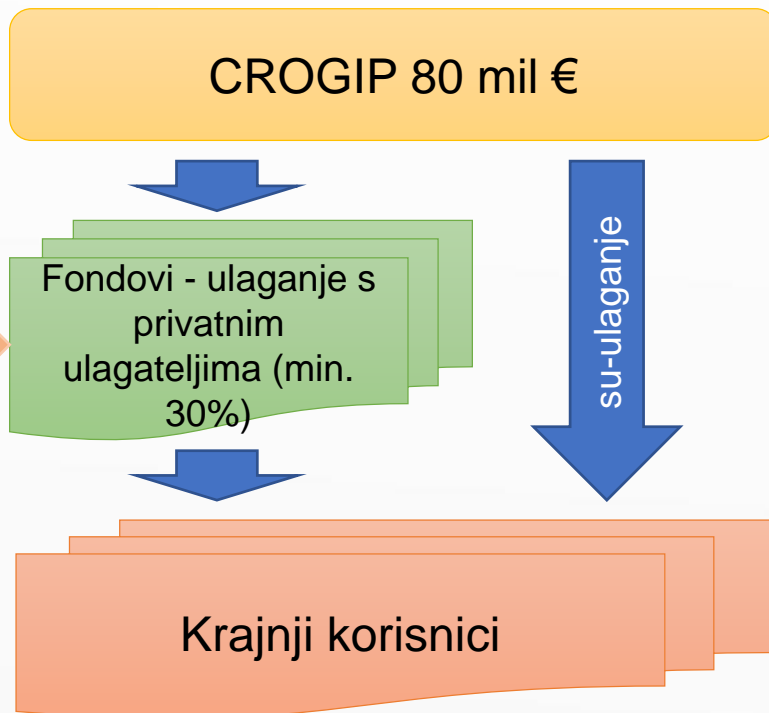 CROGIP 80 mil €
Fondovi - ulaganje s
privatnim
ulagateljima (min.
30%)
su-ulaganje
Krajnji korisnici